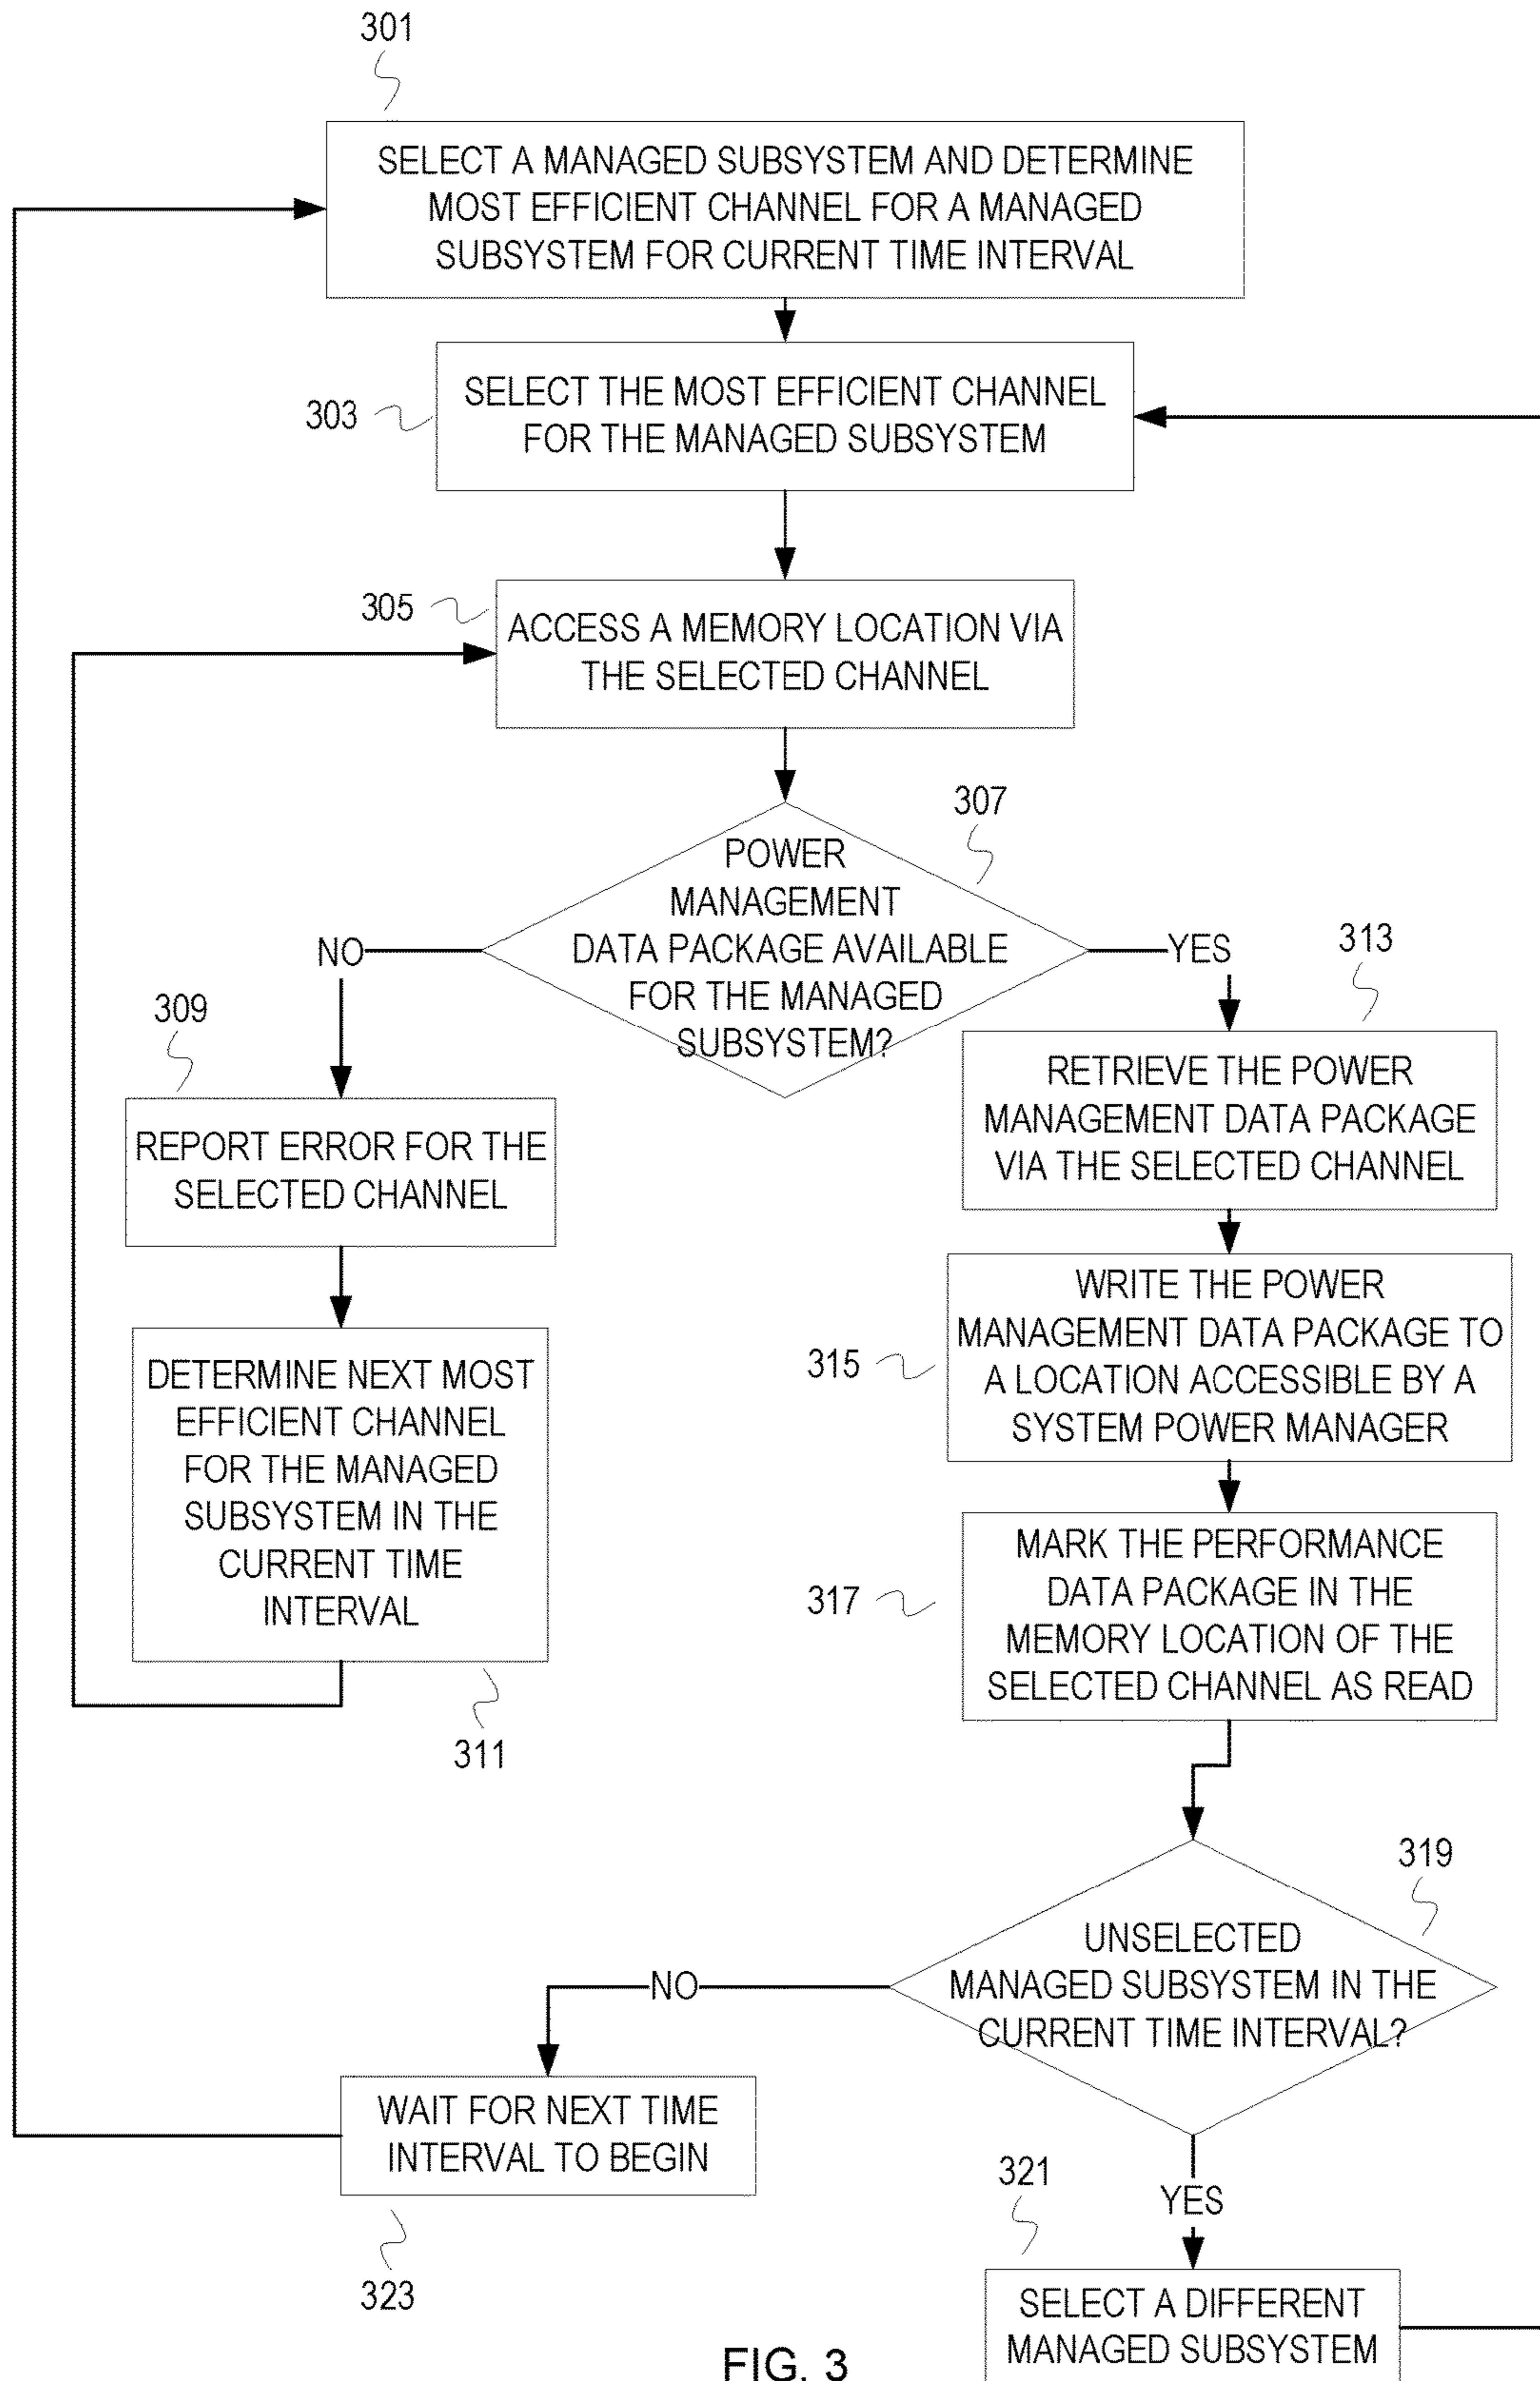 301
SELECT A MANAGED SUBSYSTEM AND DETERMINE
MOST EFFICIENT CHANNEL FOR A MANAGED
SUBSYSTEM FOR CURRENT TIME INTERVAL
303
SELECT THE MOST EFFICIENT CHANNEL
FOR THE MANAGED SUBSYSTEM
305
ACCESS A MEMORY LOCATION VIA
THE SELECTED CHANNEL
307
POWER
MANAGEMENT
DATA PACKAGE AVAILABLE
FOR THE MANAGED
SUBSYSTEM?
NO
YES
309
REPORT ERROR FOR THE
SELECTED CHANNEL
DETERMINE NEXT MOST
EFFICIENT CHANNEL
FOR THE MANAGED
SUBSYSTEM IN THE
CURRENT TIME
INTERVAL
311
313
RETRIEVE THE POWER
MANAGEMENT DATA PACKAGE
VIA THE SELECTED CHANNEL
315
WRITE THE POWER
MANAGEMENT DATA PACKAGE TO
A LOCATION ACCESSIBLE BY A
SYSTEM POWER MANAGER
317
MARK THE PERFORMANCE
DATA PACKAGE IN THE
MEMORY LOCATION OF THE
SELECTED CHANNEL AS READ
319
UNSELECTED
MANAGED SUBSYSTEM IN THE
CURRENT TIME INTERVAL?
NO
WAIT FOR NEXT TIME
INTERVAL TO BEGIN
323
YES
321
SELECT A DIFFERENT
MANAGED SUBSYSTEM
FIG. 3